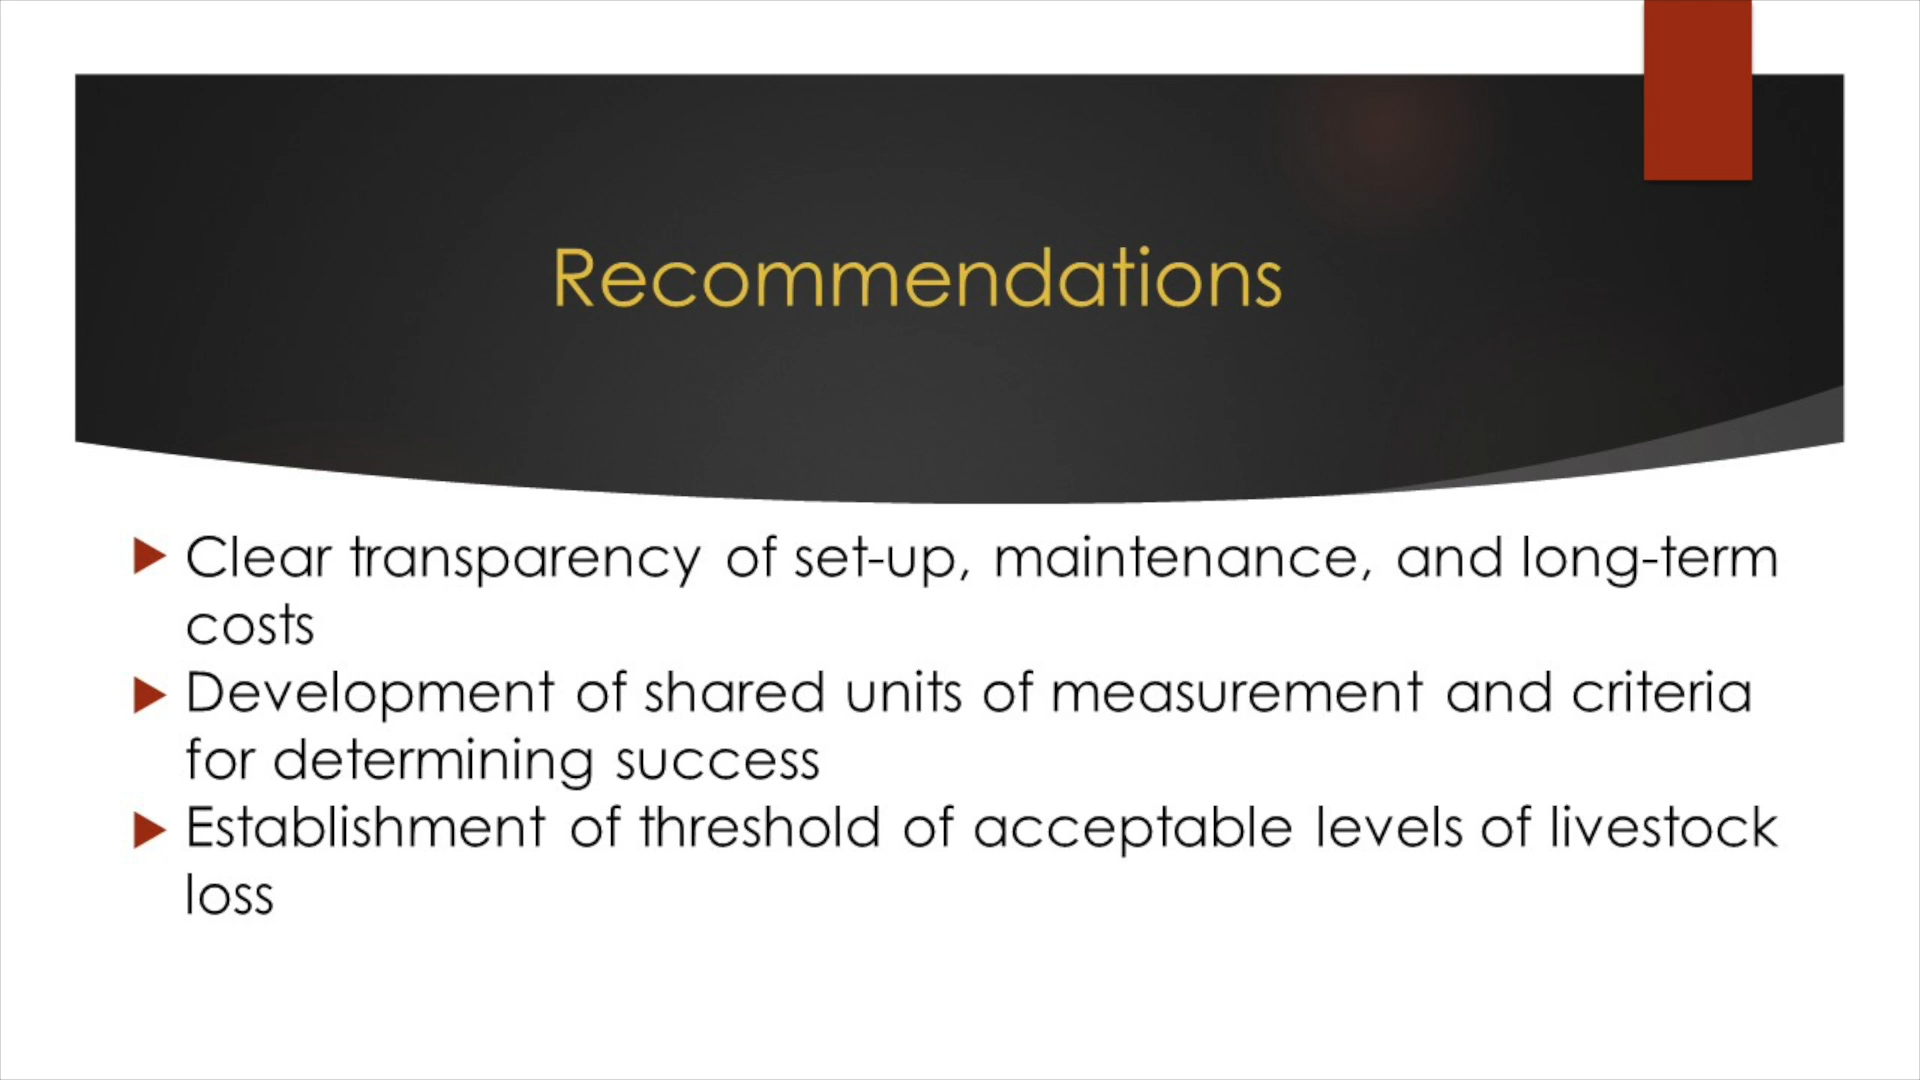 Recommendations
Clear transparency of set-up, maintenance, and long-term
costs
Development of shared units of measurement and criteria
for determining success
Establishment of threshold of acceptable levels of livestock
loss